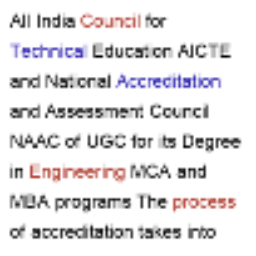 All India Council for
Technical Education AICTE
and National Accreditation
and Assessment Council
NAAC of UGC for its Degree
in Engineering MCA and
MBA programs The process
of accreditation takes into